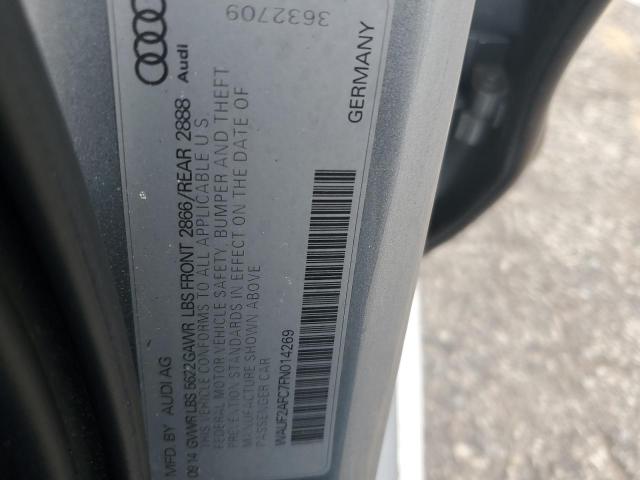 MFD. BY AUDI AG
0914 GVWR LBS 5622 GAWR LBS FRONT 2866/REAR 2888
THIS VEHICLE CONFORMS TO ALL APPLICABLE U S
FEDERAL MOTOR VEHICLE SAFETY, BUMPER AND THEFT
PREVENTION STANDARDS IN EFFECT ON THE DATE OF
MANUFACTURE SHOWN ABOVE
PASSENGER CAR
WAUF2AFC7FN014269
Audi
3632709
GERMANY